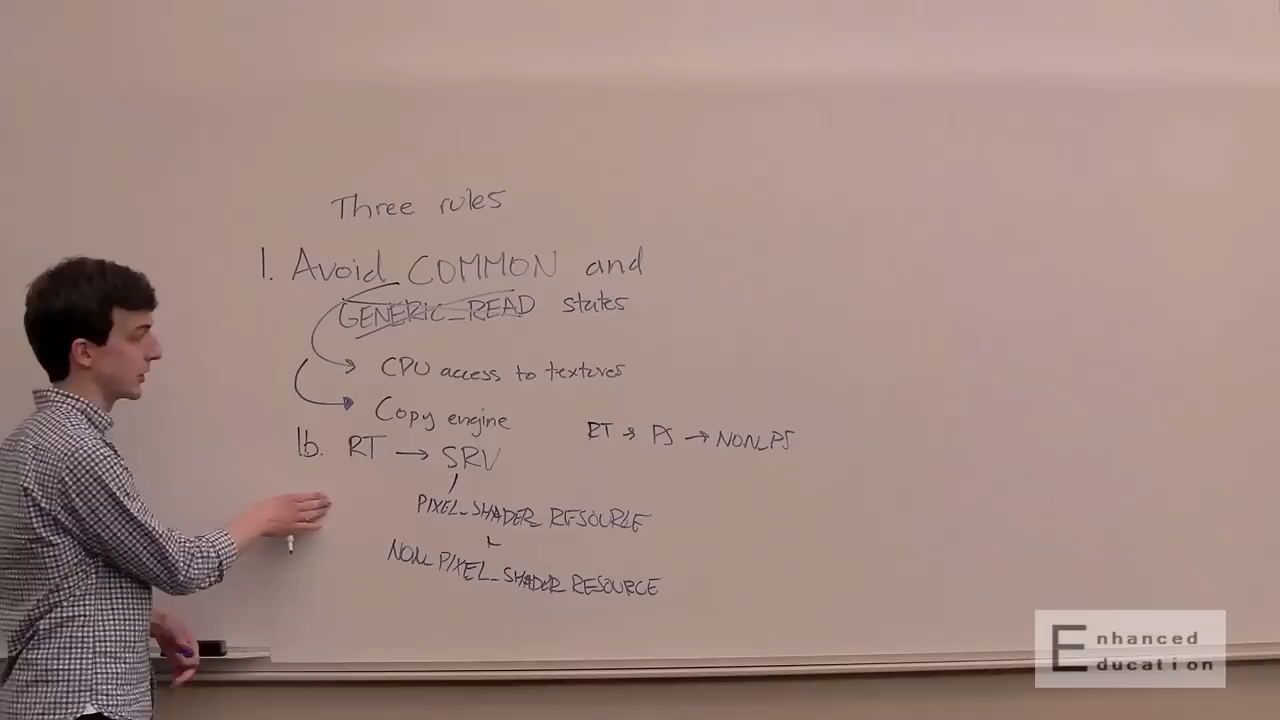 Three rules
1. Avoid COMMON and
GENERIC_READ states
CPU access to textures
Copy engine
1b. RT → SRV
RT → PS → NON_PS
PIXEL_SHADER_RESOURCE
NON_PIXEL_SHADER_RESOURCE
Enhanced
Education